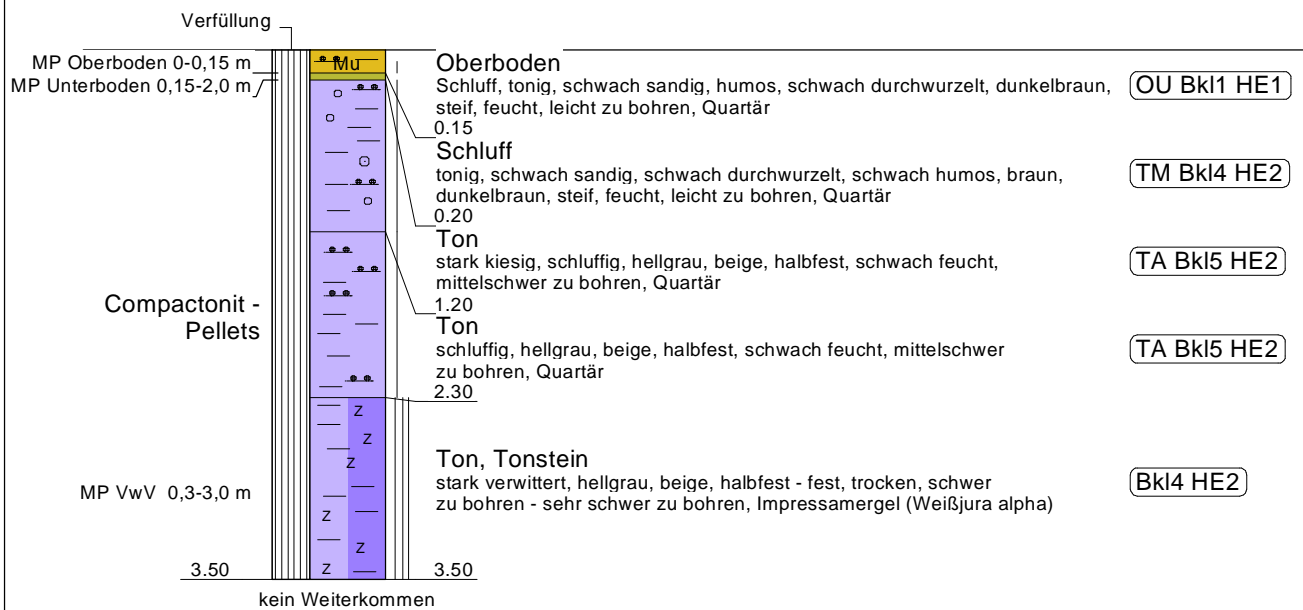 Verfüllung
MP Oberboden 0-0,15 m
MP Unterboden 0,15-2,0 m
Mu
Oberboden
Schluff, tonig, schwach sandig, humos, schwach durchwurzelt, dunkelbraun,
steif, feucht, leicht zu bohren, Quartär
0.15
OU Bkl1 HE1
Schluff
tonig, schwach sandig, schwach durchwurzelt, schwach humos, braun,
dunkelbraun, steif, feucht, leicht zu bohren, Quartär
0.20
TM Bkl4 HE2
Ton
stark kiesig, schluffig, hellgrau, beige, halbfest, schwach feucht,
mittelschwer zu bohren, Quartär
1.20
TA Bkl5 HE2
Compactonit -
Pellets
Ton
schluffig, hellgrau, beige, halbfest, schwach feucht, mittelschwer
zu bohren, Quartär
2.30
TA Bkl5 HE2
Z
Z
Z
MP VwV 0,3-3,0 m
Ton, Tonstein
stark verwittert, hellgrau, beige, halbfest - fest, trocken, schwer
zu bohren - sehr schwer zu bohren, Impressamergel (Weißjura alpha)
Bkl4 HE2
Z
Z
Z
3.50
3.50
kein Weiterkommen